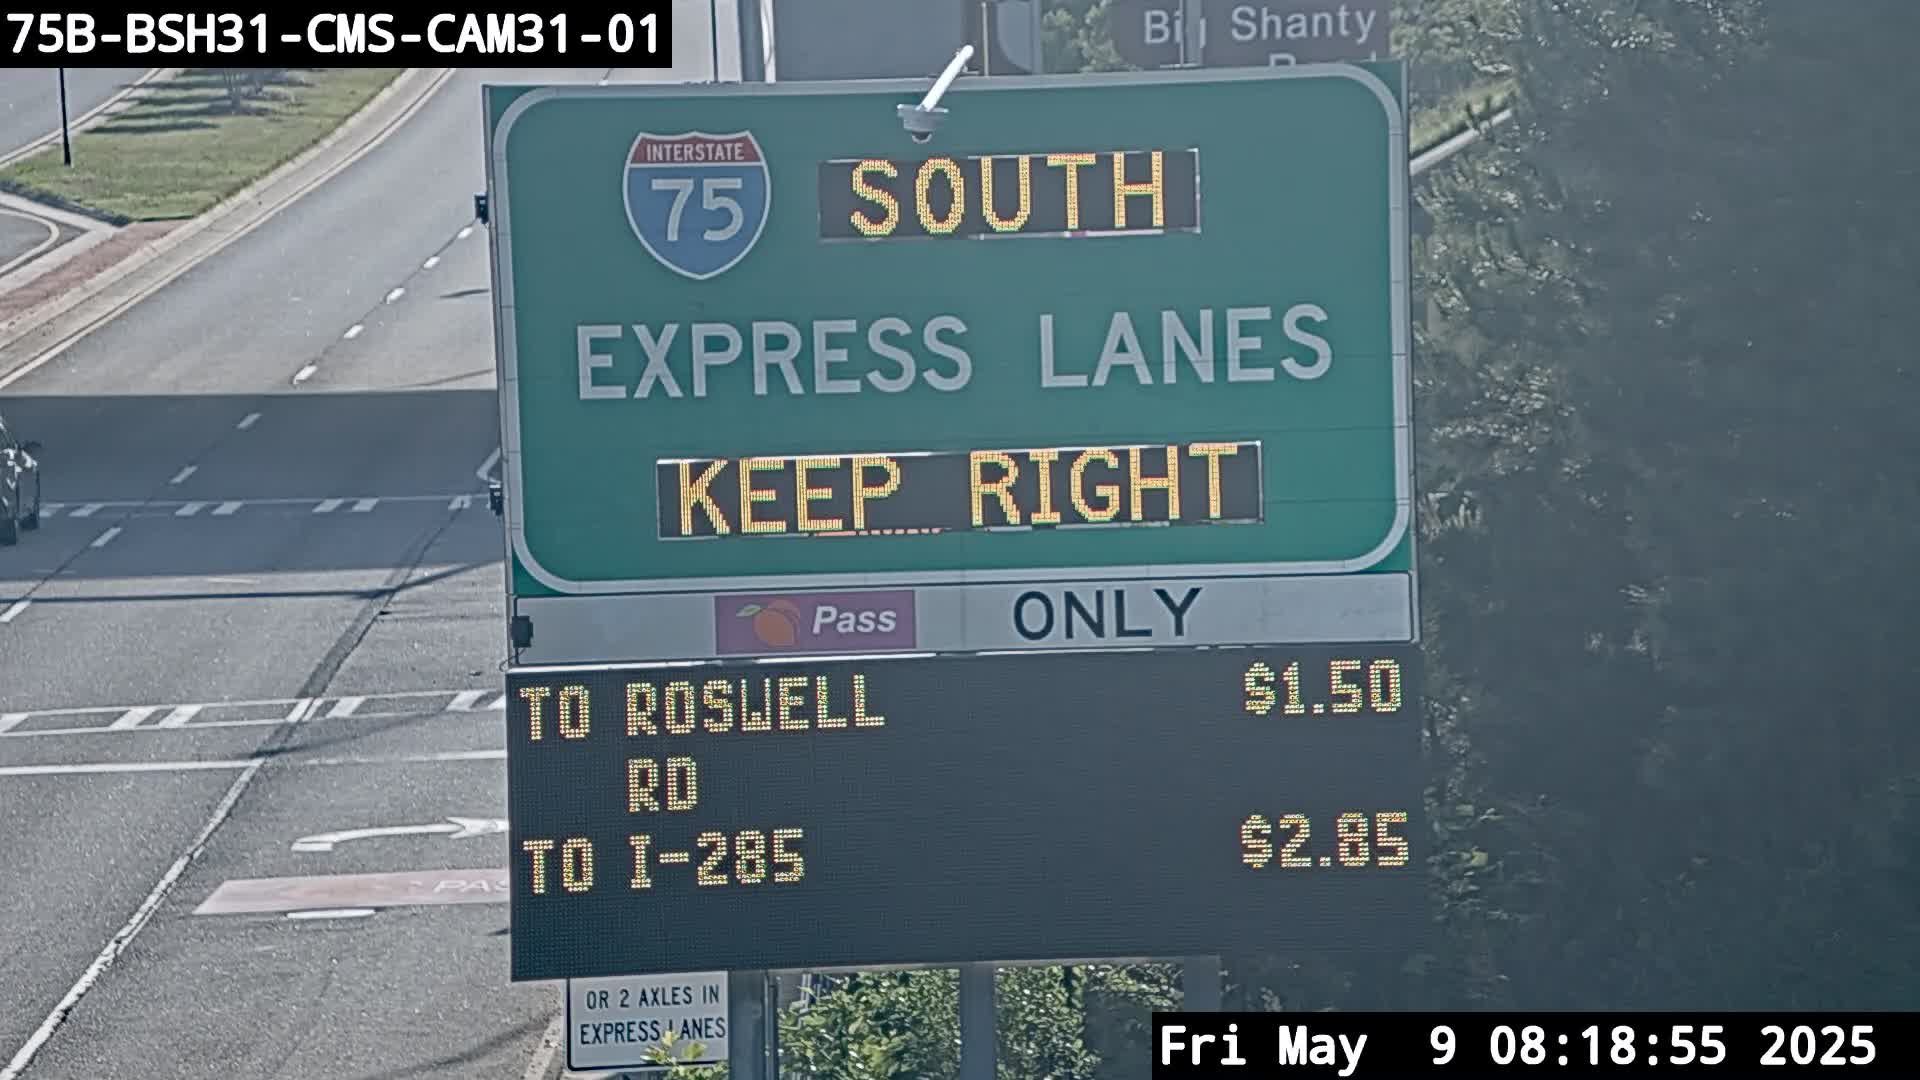 75B-BSH31-CMS-CAM31-01
Big Shanty
INTERSTATE
75
SOUTH
EXPRESS LANES
KEEP RIGHT
Pass
ONLY
TO ROSWELL $1.50
RD
TO I-285 $2.85
OR 2 AXLES IN
EXPRESS LANES
Fri May 9 08:18:55 2025